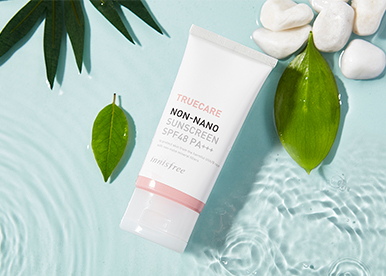 TRUECARE
NON-NANO
SUNSCREEN
SPF48 PA+++
innisfree